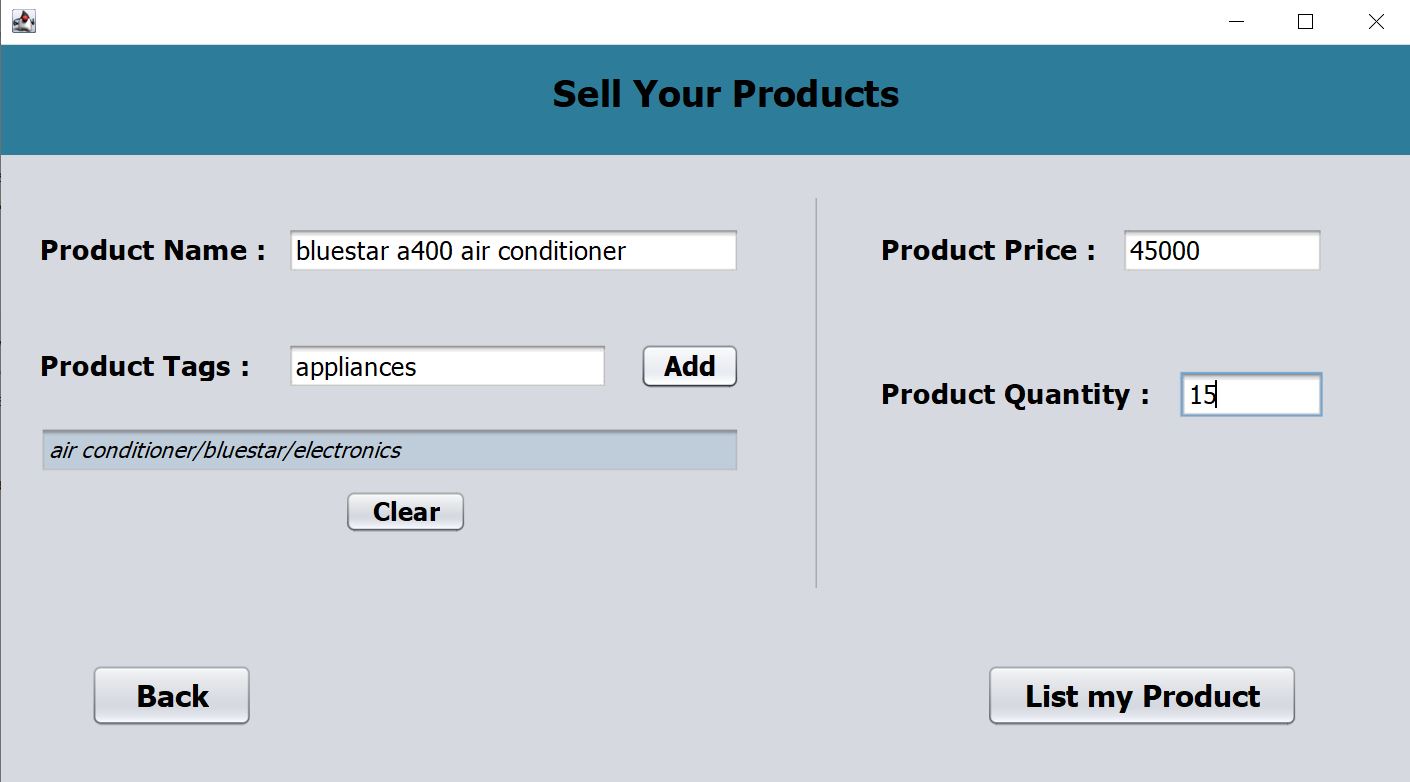 Sell Your Products
Product Name : bluestar a400 air conditioner
Product Tags : appliances Add
air conditioner/bluestar/electronics
Clear
Product Price : 45000
Product Quantity : 15
Back
List my Product